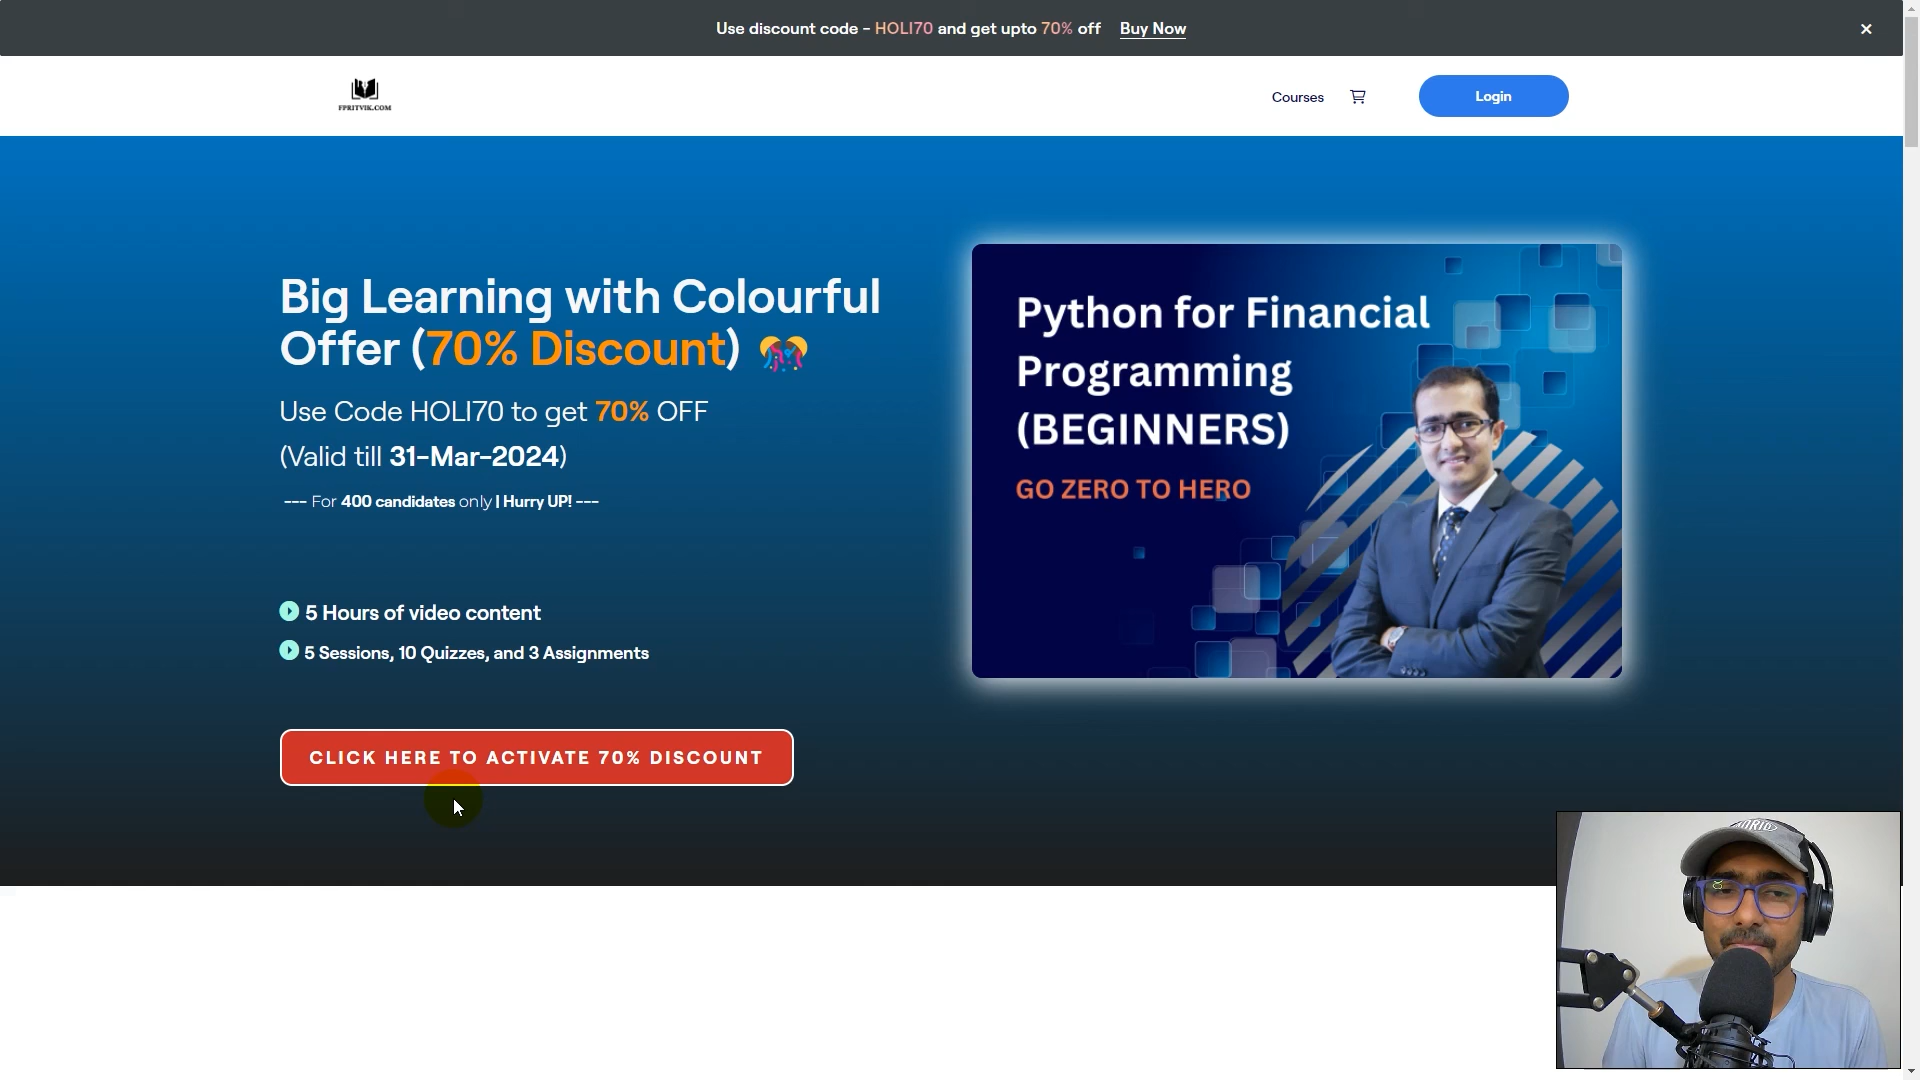 Use discount code - HOLI70 and get upto 70% off Buy Now
FPRITVIK.COM
Courses
Login
Big Learning with Colourful
Offer (70% Discount)
Use Code HOLI70 to get 70% OFF
(Valid till 31-Mar-2024)
--- For 400 candidates only | Hurry UP! ---
5 Hours of video content
5 Sessions, 10 Quizzes, and 3 Assignments
CLICK HERE TO ACTIVATE 70% DISCOUNT
Python for Financial
Programming
(BEGINNERS)
GO ZERO TO HERO